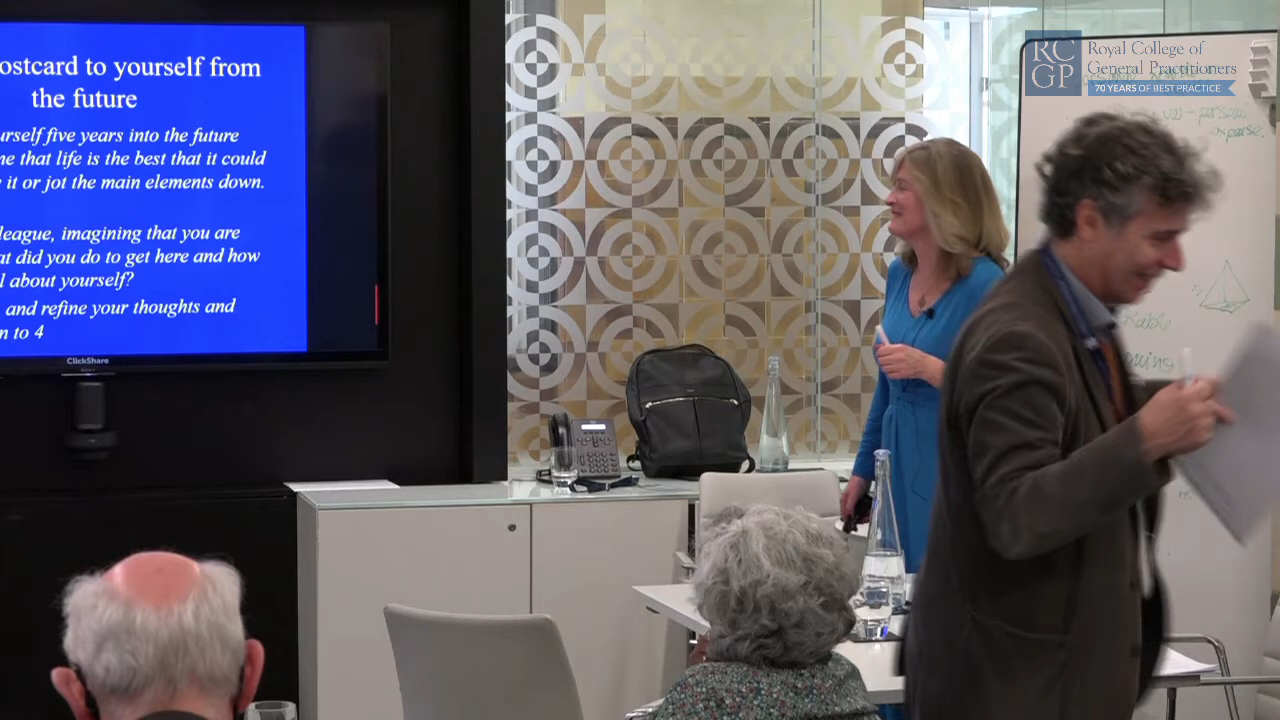 ostcard to yourself from
the future
urself five years into the future
ne that life is the best that it could
it or jot the main elements down.
league, imagining that you are
at did you do to get here and how
l about yourself?
and refine your thoughts and
n to 4
ClickShare
RC
GP
Royal College of
General Practitioners
70 YEARS OF BEST PRACTICE